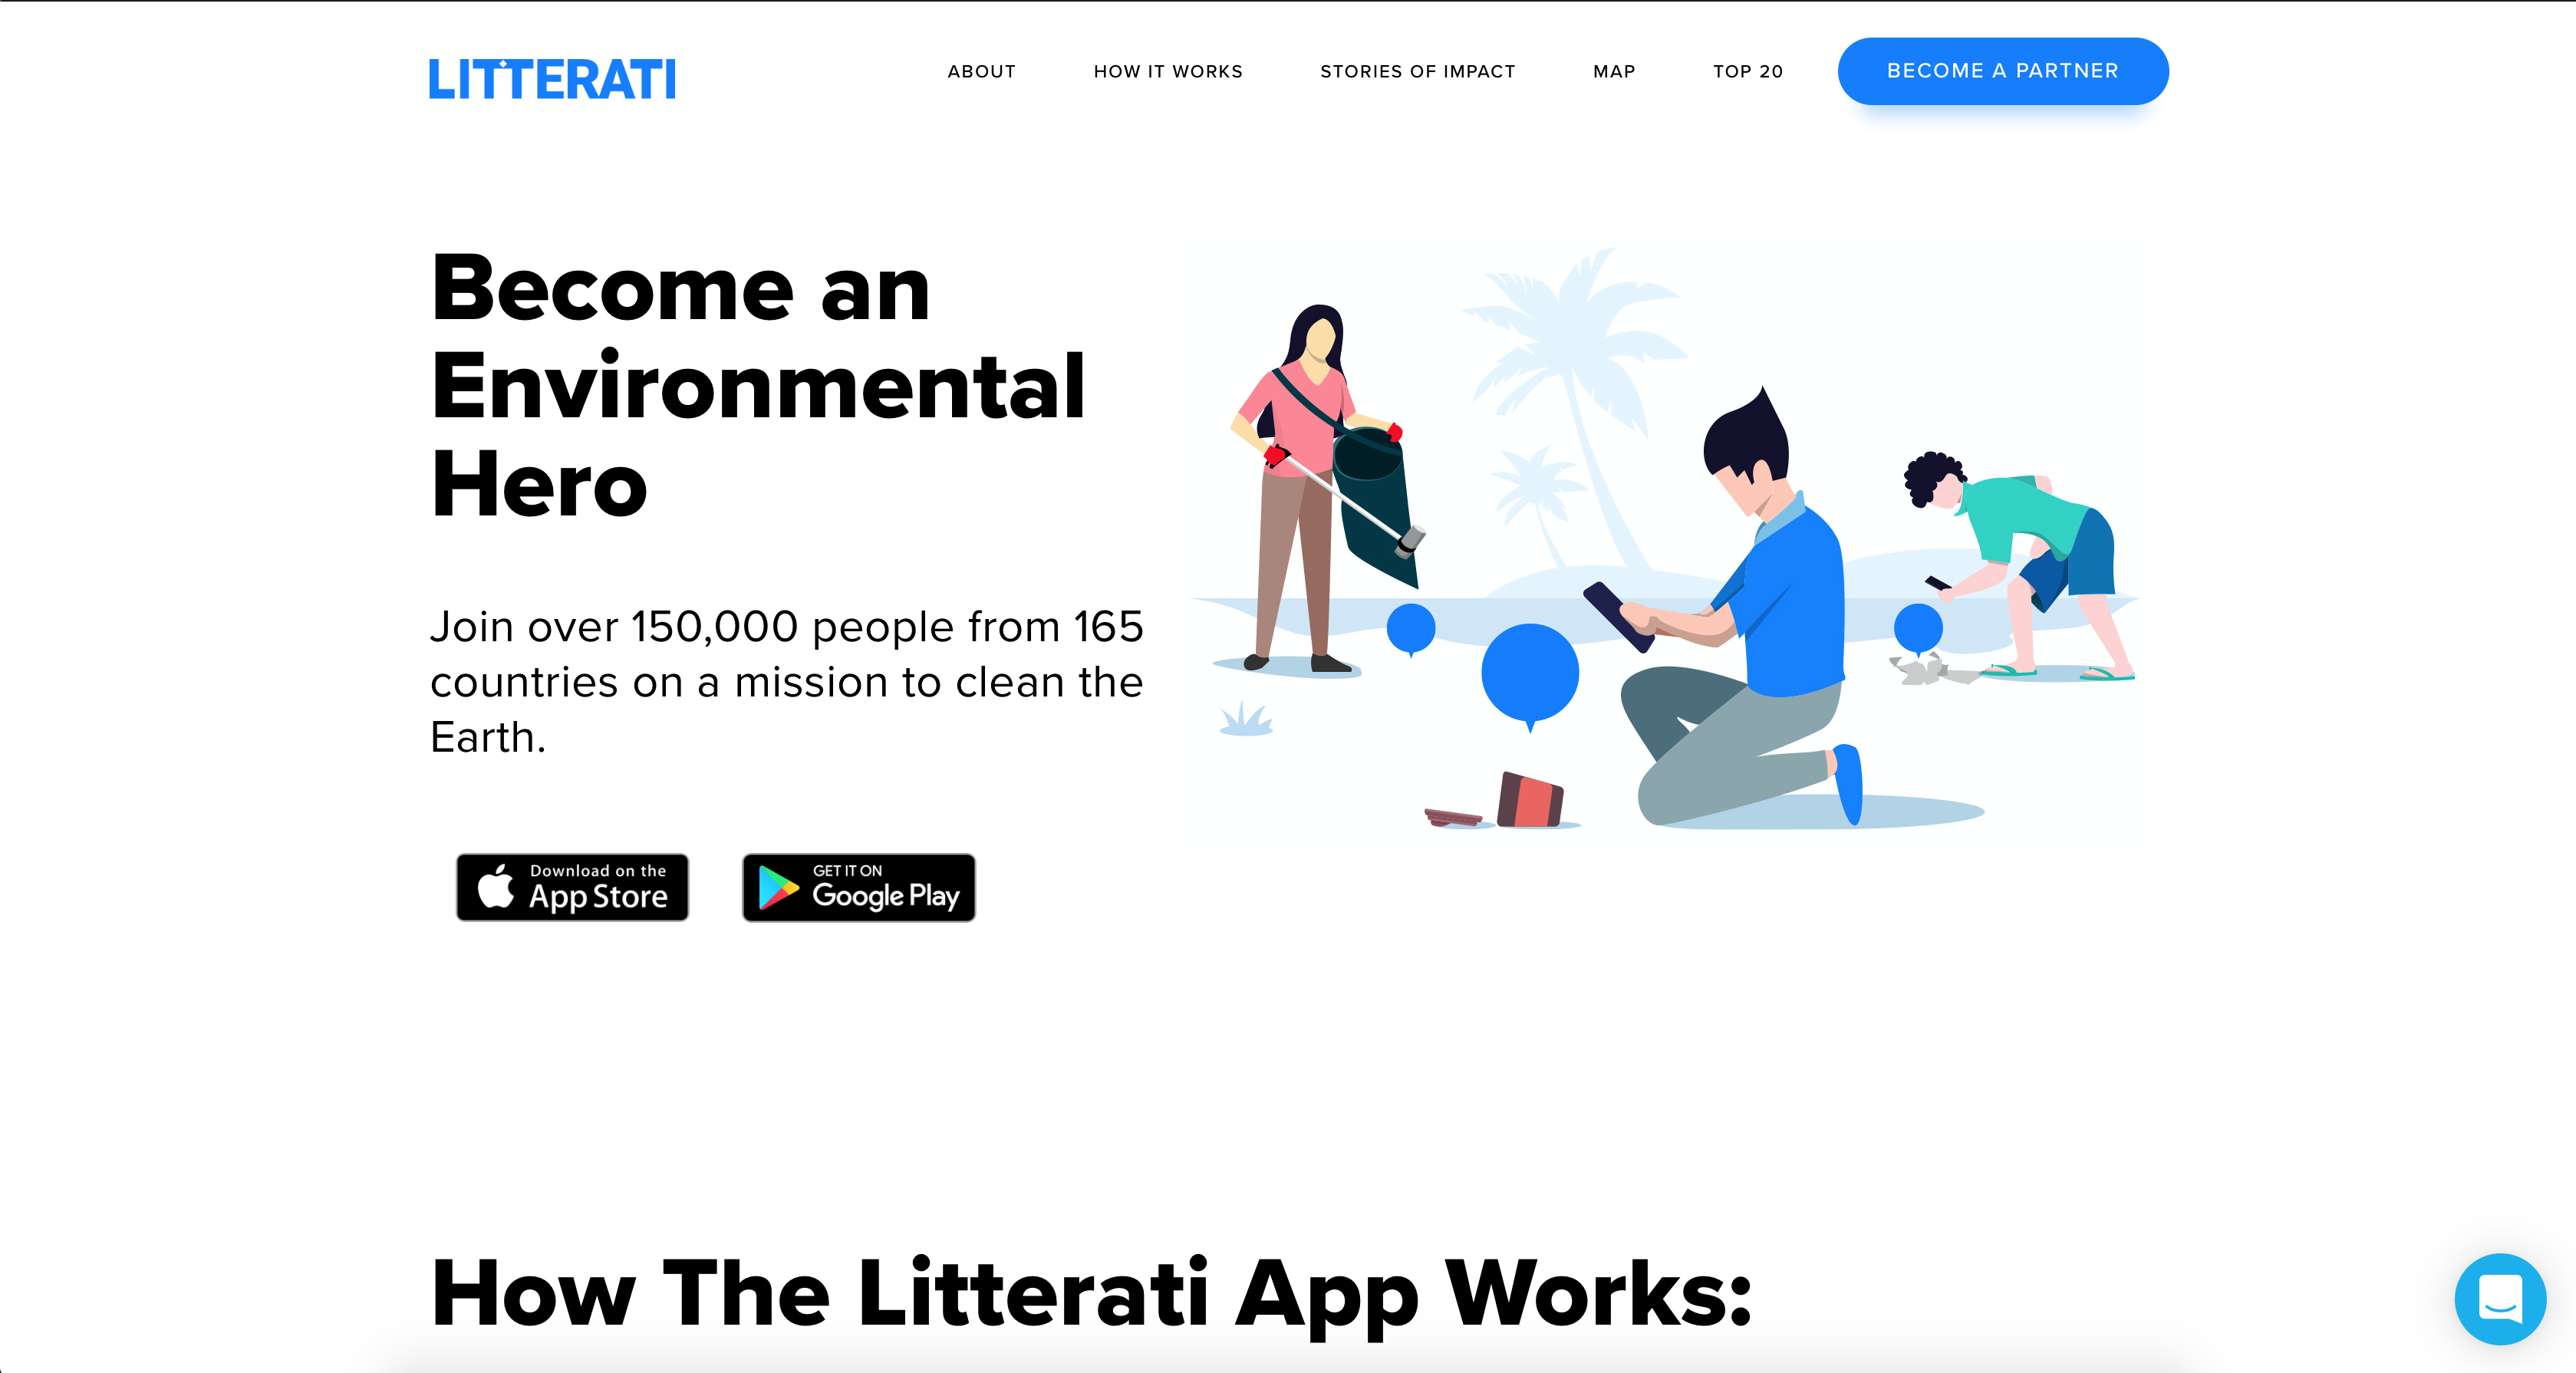 LITTERATI
ABOUT
HOW IT WORKS
STORIES OF IMPACT
MAP
TOP 20
BECOME A PARTNER
Become an
Environmental
Hero
Join over 150,000 people from 165
countries on a mission to clean the
Earth.
Download on the
App Store
GET IT ON
Google Play
How The Litterati App Works: